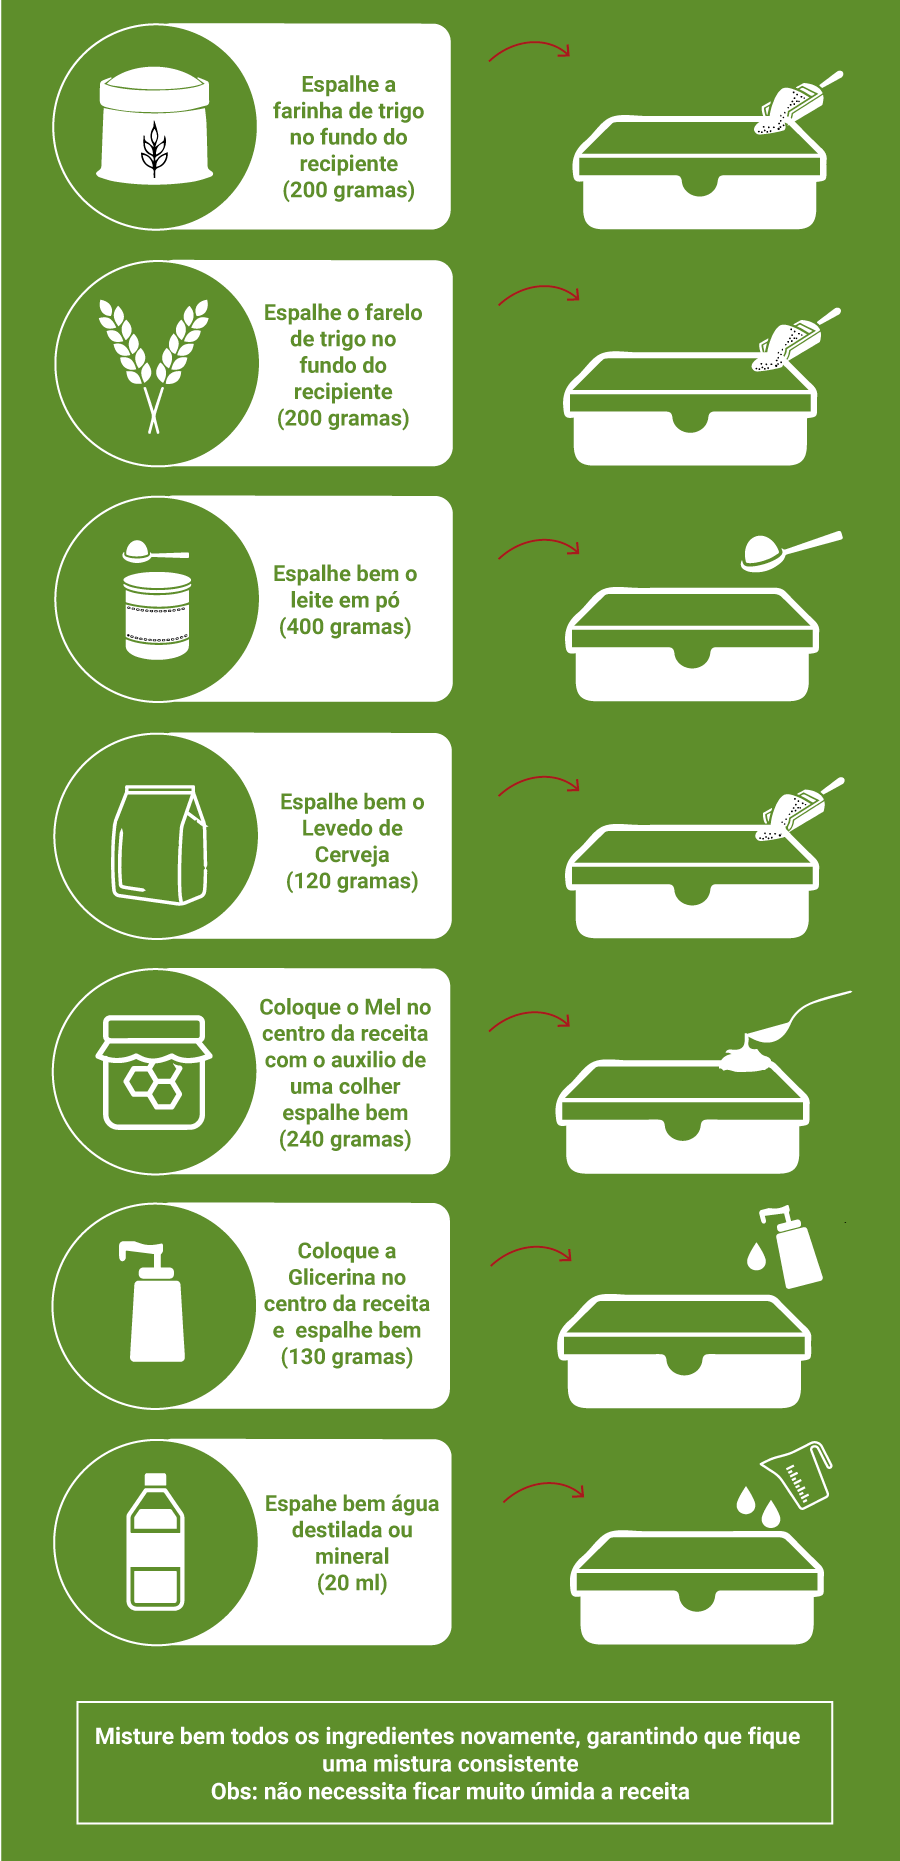 Espalhe a
farinha de trigo
no fundo do
recipiente
(200 gramas)
Espalhe o farelo
de trigo no
fundo do
recipiente
(200 gramas)
Espalhe bem o
leite em pó
(400 gramas)
Espalhe bem o
Levedo de
Cerveja
(120 gramas)
Coloque o Mel no
centro da receita
com o auxilio de
uma colher
espalhe bem
(240 gramas)
Coloque a
Glicerina no
centro da receita
e espalhe bem
(130 gramas)
Espahe bem água
destilada ou
mineral
(20 ml)
Misture bem todos os ingredientes novamente, garantindo que fique
uma mistura consistente
Obs: não necessita ficar muito úmida a receita